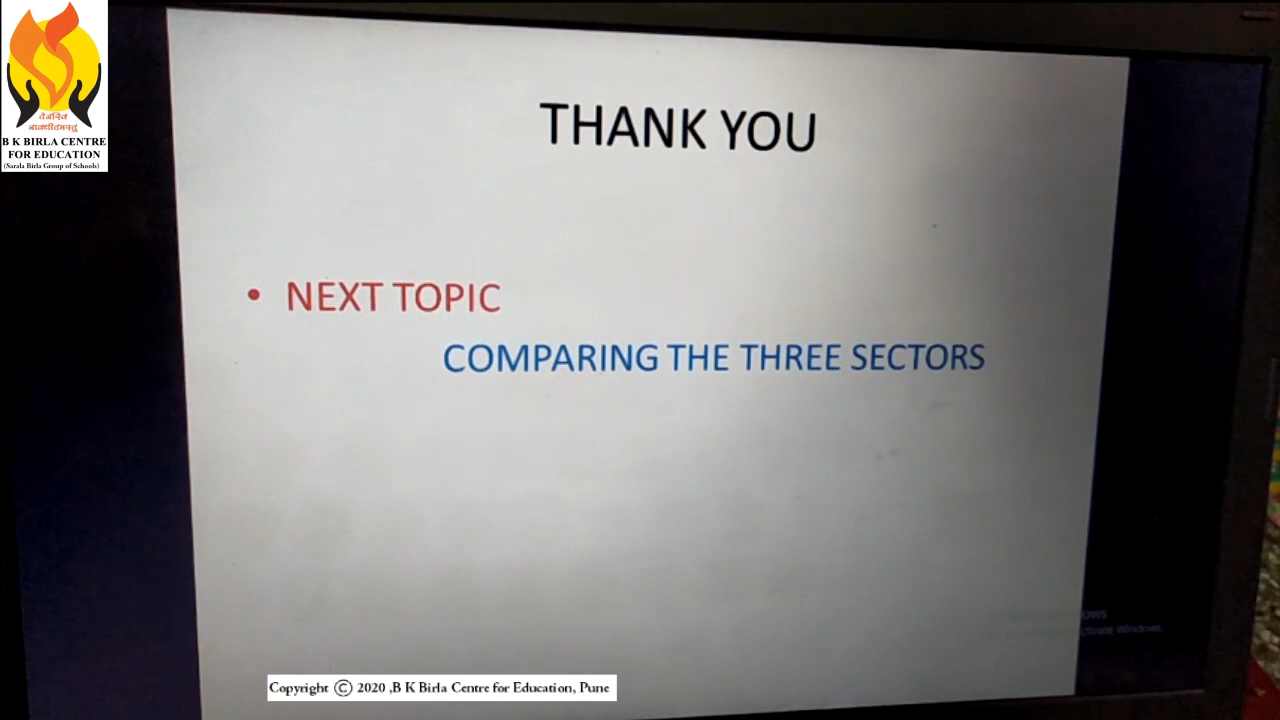 तेजस्वि
नावधीतमस्तु
B K BIRLA CENTRE
FOR EDUCATION
(Sarala Birla Group of Schools)
THANK YOU
• NEXT TOPIC
COMPARING THE THREE SECTORS
Windows
Copyright © 2020 ,B K Birla Centre for Education, Pune